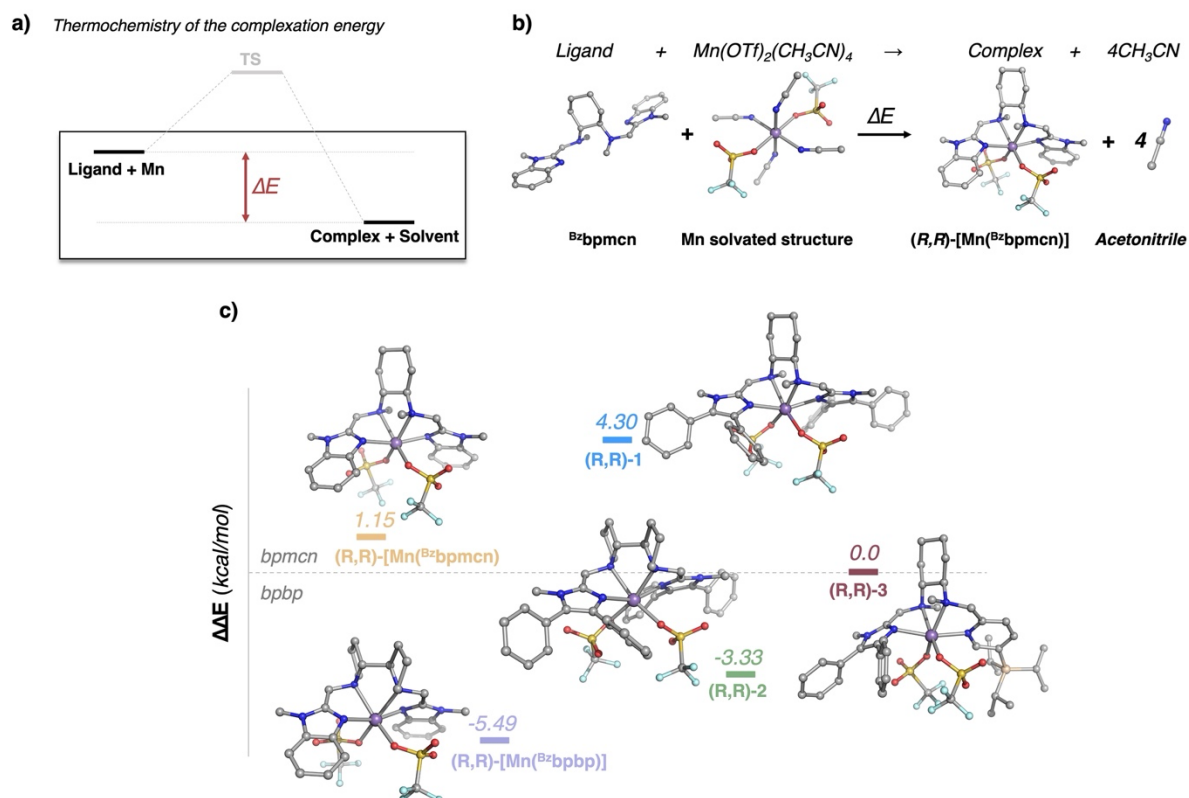 a)
Thermochemistry of the complexation energy
TS
Ligand + Mn
ΔE
Complex + Solvent
b)
Ligand + Mn(OTf)₂(CH₃CN)₄ → Complex + 4CH₃CN
+ ΔE + 4
ᴮᶻbpmcn
Mn solvated structure
(R,R)-[Mn(ᴮᶻbpmcn)]
Acetonitrile
c)
ΔΔE (kcal/mol)
bpmcn
bpbp
1.15
(R,R)-[Mn(ᴮᶻbpmcn)
4.30
(R,R)-1
0.0
(R,R)-3
-3.33
(R,R)-2
-5.49
(R,R)-[Mn(ᴮᶻbpbp)]